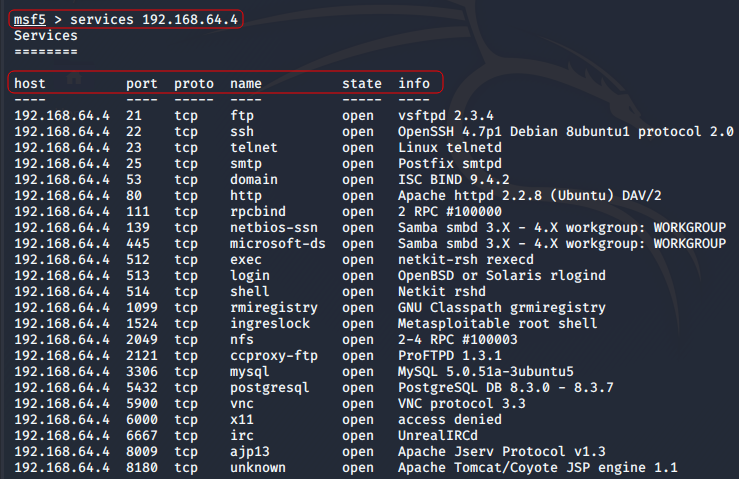 msf5 > services 192.168.64.4
Services
========
host port proto name state info
---- ---- ----- ---- ----- ----
192.168.64.4 21 tcp ftp open vsftpd 2.3.4
192.168.64.4 22 tcp ssh open OpenSSH 4.7p1 Debian 8ubuntu1 protocol 2.0
192.168.64.4 23 tcp telnet open Linux telnetd
192.168.64.4 25 tcp smtp open Postfix smtpd
192.168.64.4 53 tcp domain open ISC BIND 9.4.2
192.168.64.4 80 tcp http open Apache httpd 2.2.8 (Ubuntu) DAV/2
192.168.64.4 111 tcp rpcbind open 2 RPC #100000
192.168.64.4 139 tcp netbios-ssn open Samba smbd 3.X - 4.X workgroup: WORKGROUP
192.168.64.4 445 tcp microsoft-ds open Samba smbd 3.X - 4.X workgroup: WORKGROUP
192.168.64.4 512 tcp exec open netkit-rsh rexecd
192.168.64.4 513 tcp login open OpenBSD or Solaris rlogind
192.168.64.4 514 tcp shell open Netkit rshd
192.168.64.4 1099 tcp rmiregistry open GNU Classpath grmiregistry
192.168.64.4 1524 tcp ingreslock open Metasploitable root shell
192.168.64.4 2049 tcp nfs open 2-4 RPC #100003
192.168.64.4 2121 tcp ccproxy-ftp open ProFTPD 1.3.1
192.168.64.4 3306 tcp mysql open MySQL 5.0.51a-3ubuntu5
192.168.64.4 5432 tcp postgresql open PostgreSQL DB 8.3.0 - 8.3.7
192.168.64.4 5900 tcp vnc open VNC protocol 3.3
192.168.64.4 6000 tcp x11 open access denied
192.168.64.4 6667 tcp irc open UnrealIRCd
192.168.64.4 8009 tcp ajp13 open Apache Jserv Protocol v1.3
192.168.64.4 8180 tcp unknown open Apache Tomcat/Coyote JSP engine 1.1